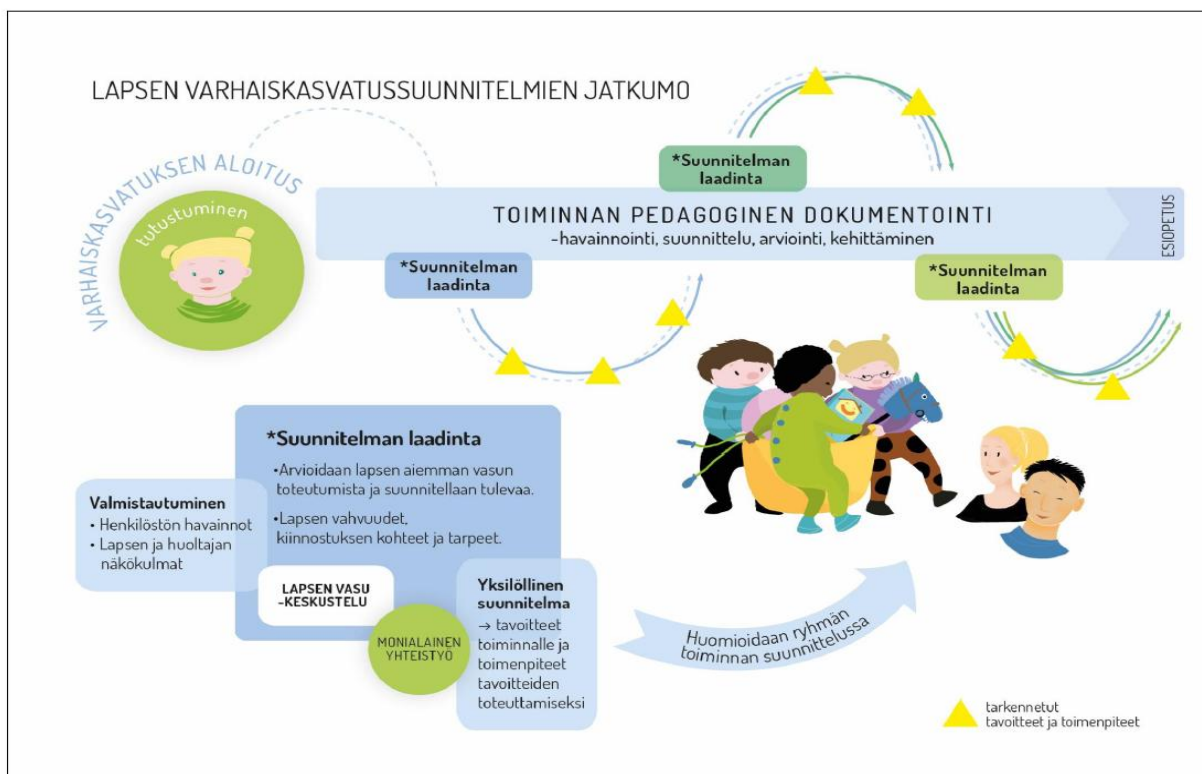 LAPSEN VARHAISKASVATUSSUUNNITELMIEN JATKUMO
VARHAISKASVATUKSEN ALOITUS
tutustuminen
*Suunnitelman
laadinta
TOIMINNAN PEDAGOGINEN DOKUMENTOINTI
-havainnointi, suunnittelu, arviointi, kehittäminen
ESIOPETUS
*Suunnitelman
laadinta
*Suunnitelman
laadinta
*Suunnitelman laadinta
•Arvioidaan lapsen aiemman vasun
toteutumista ja suunnitellaan tulevaa.
•Lapsen vahvuudet,
kiinnostuksen kohteet ja tarpeet.
Valmistautuminen
• Henkilöstön havainnot
• Lapsen ja huoltajan
näkökulmat
LAPSEN VASU
-KESKUSTELU
MONIALAINEN
YHTEISTYÖ
Yksilöllinen
suunnitelma
→ tavoitteet
toiminnalle ja
toimenpiteet
tavoitteiden
toteuttamiseksi
Huomioidaan ryhmän
toiminnan suunnittelussa
tarkennetut
tavoitteet ja toimenpiteet